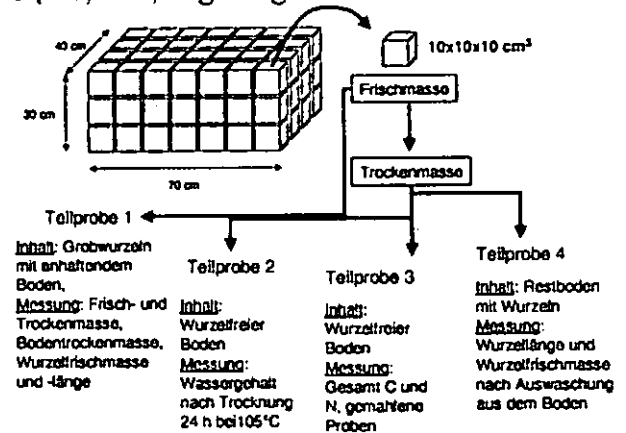 40 cm
10x10x10 cm³
Frischmasse
30 cm
Trockenmasse
70 cm
Teilprobe 1
Inhalt: Grobwurzeln
mit anhaftendem
Boden,
Messung: Frisch- und
Trockenmasse,
Bodentrockenmasse,
Wurzelfrischmasse
und -länge
Teilprobe 2
Inhalt:
Wurzelfreier
Boden
Messung:
Wassergehalt
nach Trocknung
24 h bei105°C
Teilprobe 3
Inhalt:
Wurzelfreier
Boden
Messung:
Gesamt C und
N, gemahlene
Proben
Teilprobe 4
Inhalt: Restboden
mit Wurzeln
Messung:
Wurzellänge und
Wurzelfrischmasse
nach Auswaschung
aus dem Boden